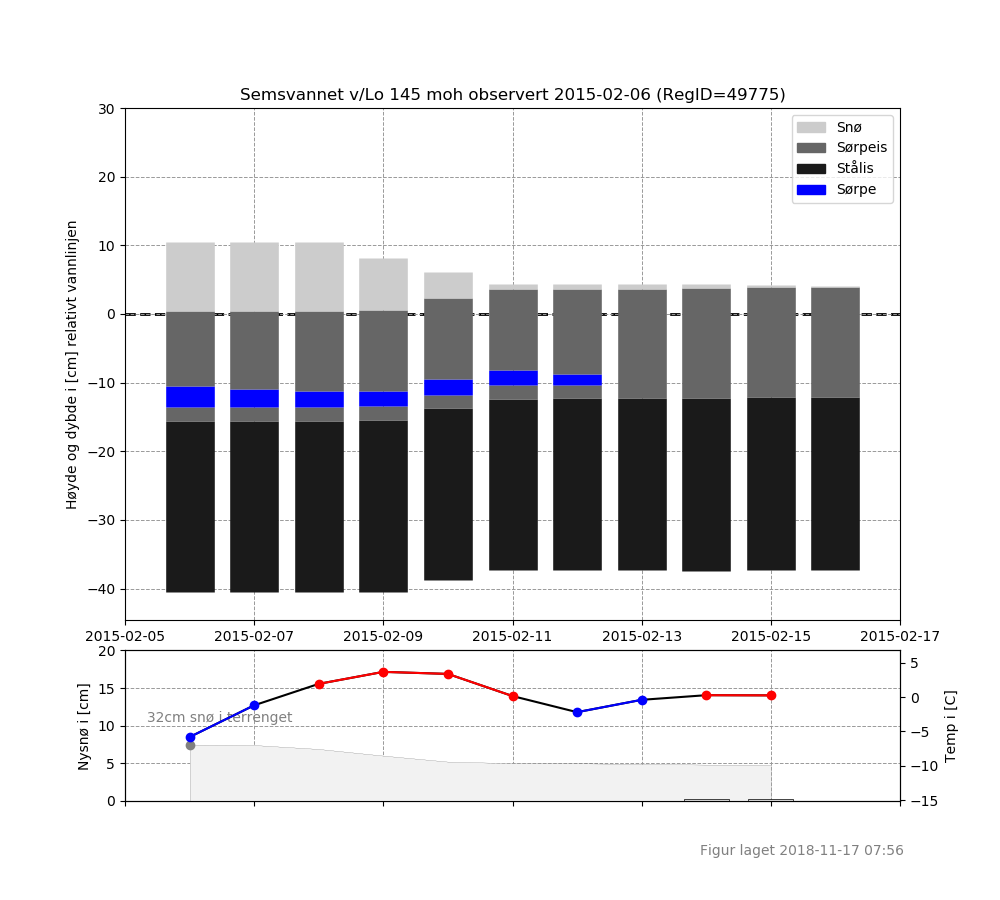 Semsvannet v/Lo 145 moh observert 2015-02-06 (RegID=49775)
Høyde og dybde i [cm] relativt vannlinjen
30
20
10
0
−10
−20
−30
−40
Snø
Sørpeis
Stålis
Sørpe
2015-02-05 2015-02-07 2015-02-09 2015-02-11 2015-02-13 2015-02-15 2015-02-17
Nysnø i [cm]
20
15
10
5
0
32cm snø i terrenget
5
0
−5
−10
−15
Temp i [C]
Figur laget 2018-11-17 07:56